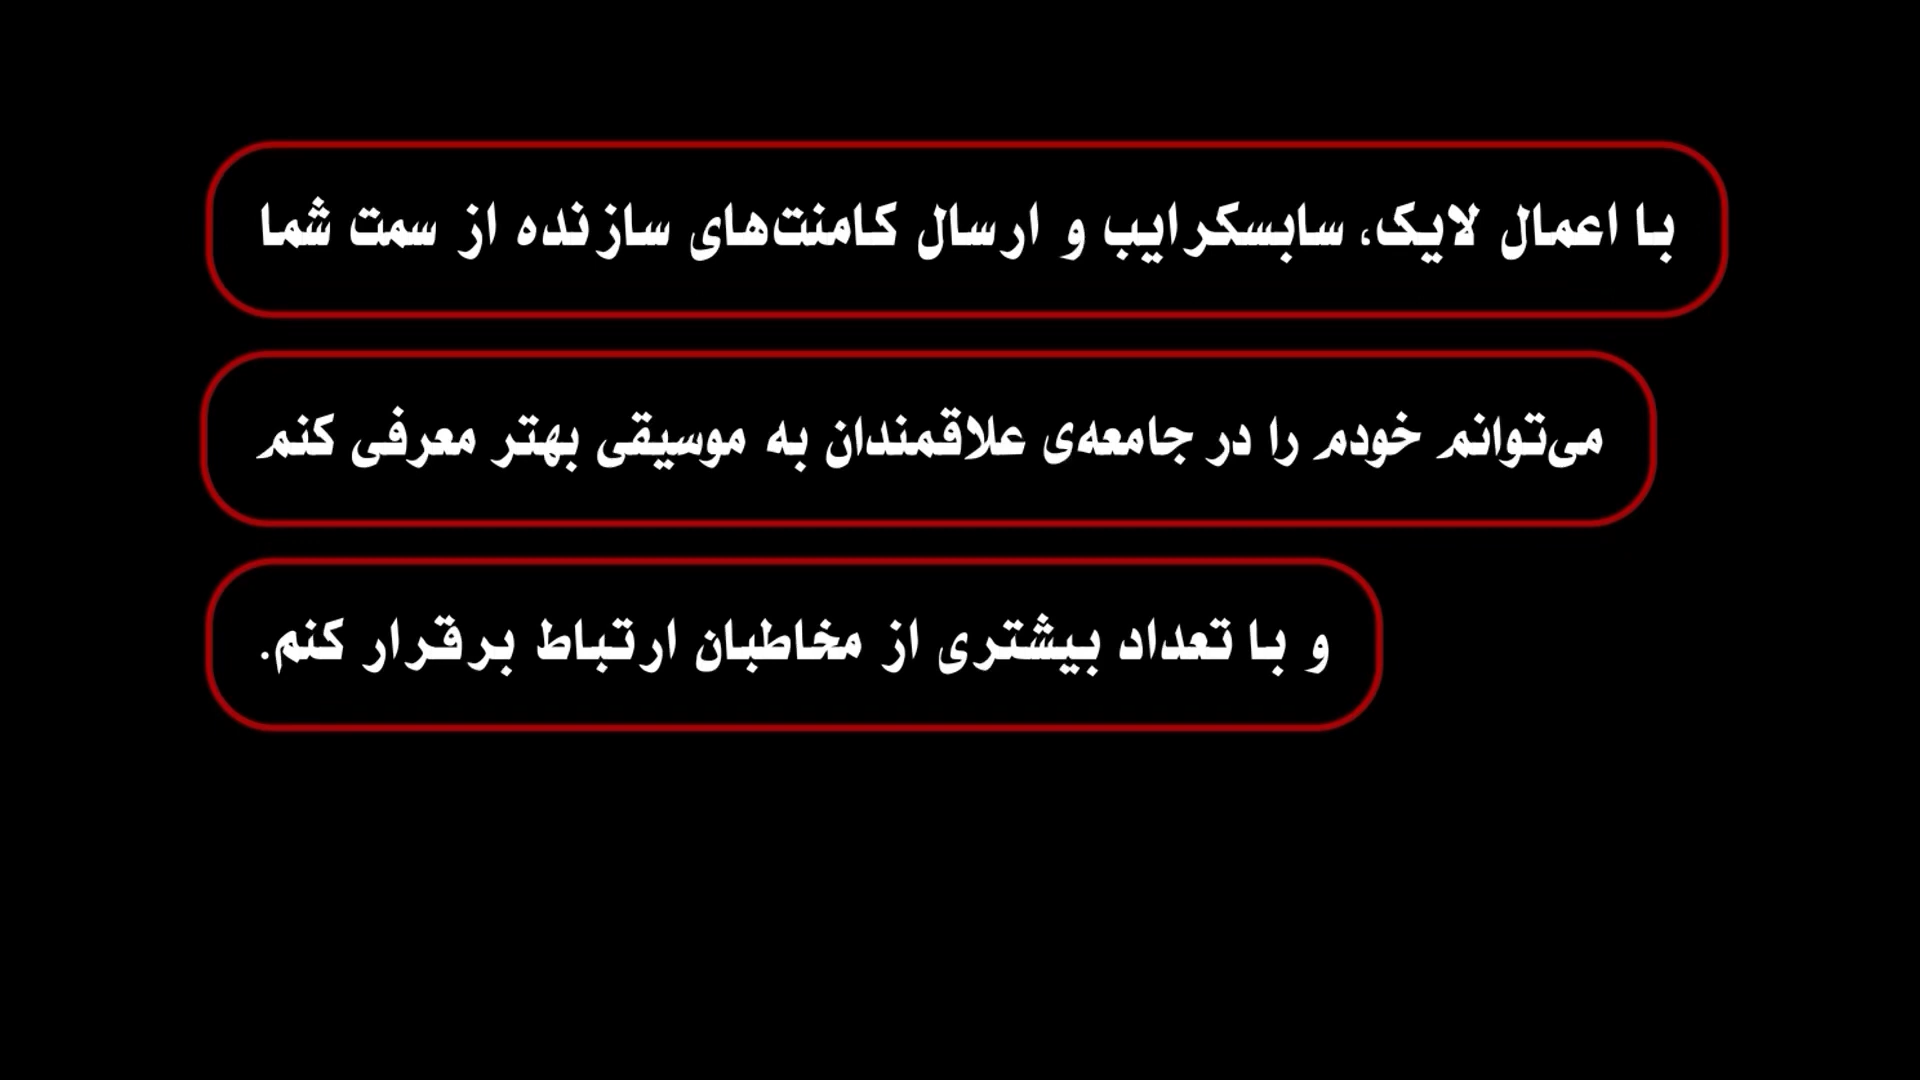 با اعمال لایک، سابسکرایب و ارسال کامنت‌های سازنده از سمت شما
می‌توانم خودم را در جامعه‌ی علاقمندان به موسیقی بهتر معرفی کنم
و با تعداد بیشتری از مخاطبان ارتباط برقرار کنم.